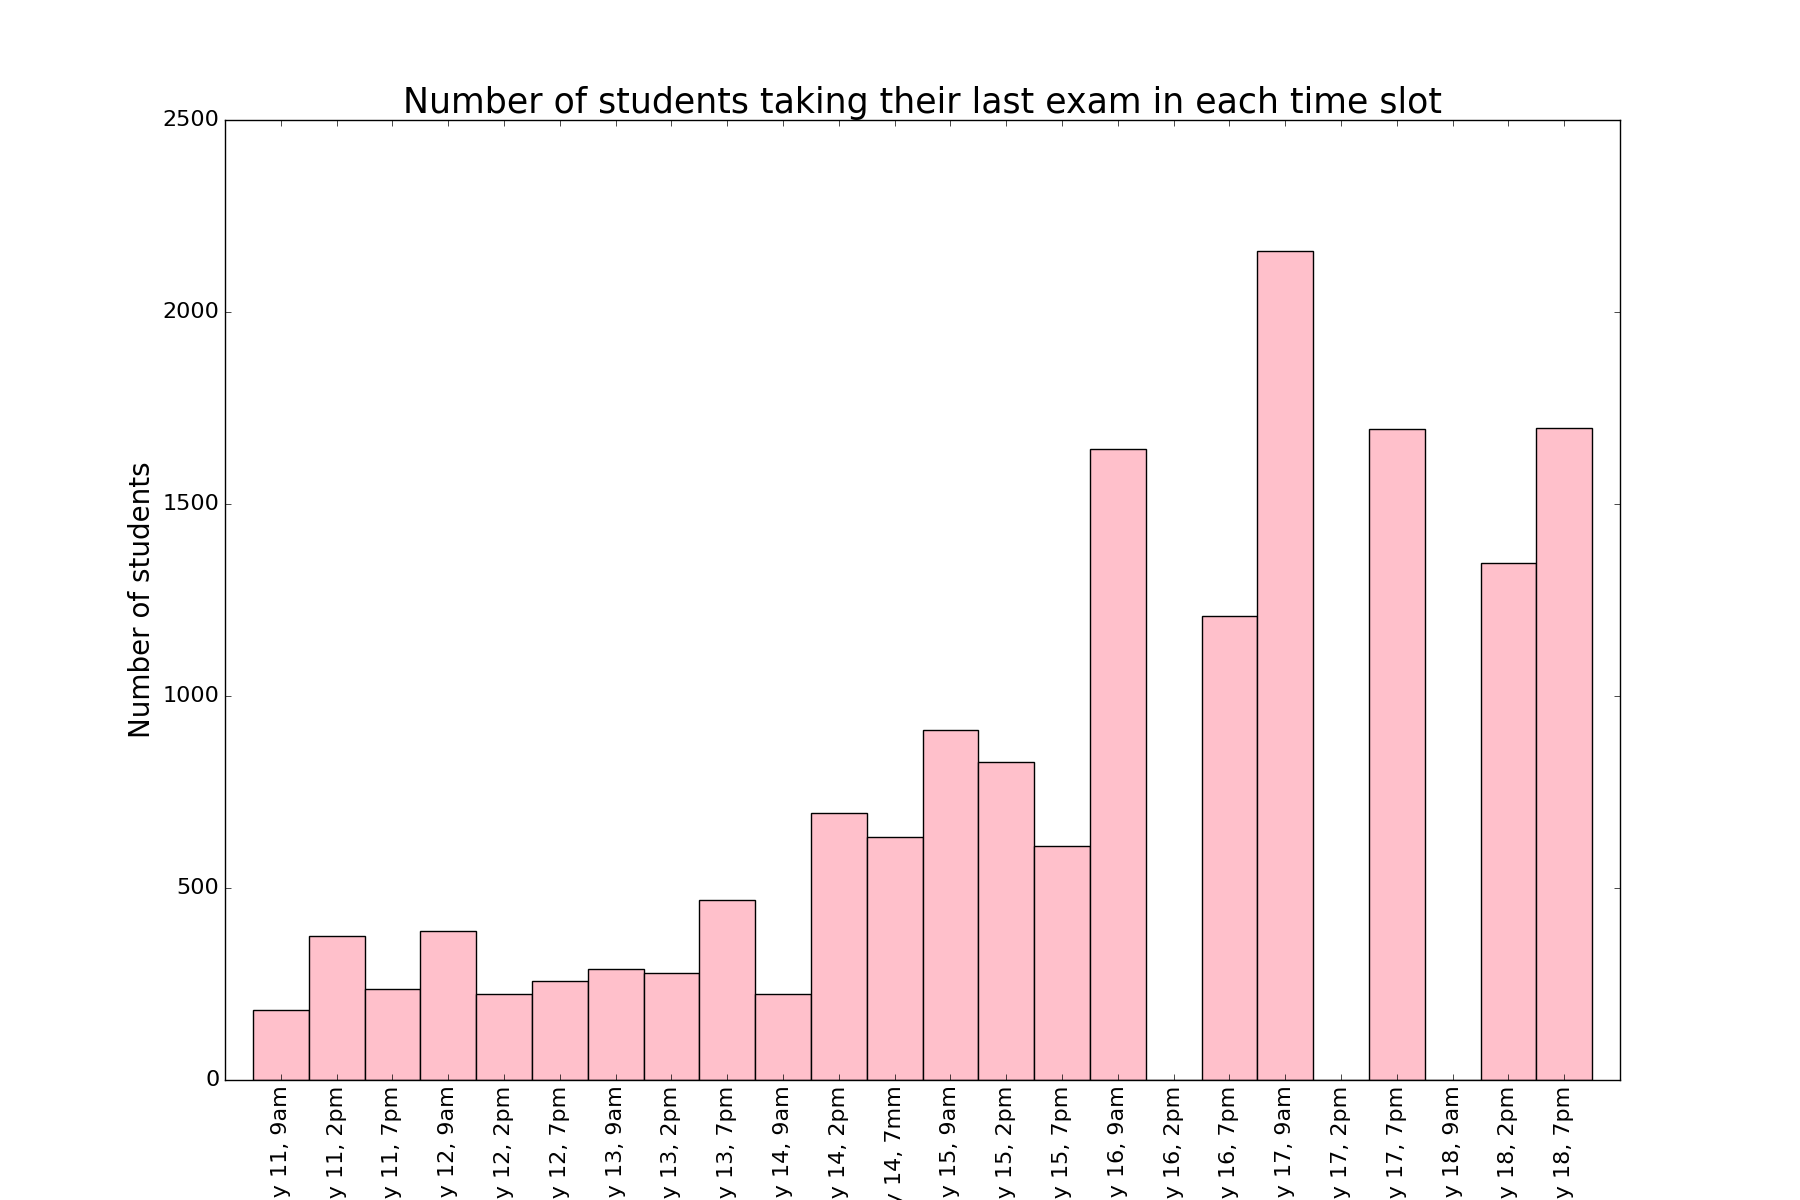 Number of students taking their last exam in each time slot
2500
2000
1500
1000
500
0
Number of students
y 11, 9am
y 11, 2pm
y 11, 7pm
y 12, 9am
y 12, 2pm
y 12, 7pm
y 13, 9am
y 13, 2pm
y 13, 7pm
y 14, 9am
y 14, 2pm
y 14, 7mm
y 15, 9am
y 15, 2pm
y 15, 7pm
y 16, 9am
y 16, 2pm
y 16, 7pm
y 17, 9am
y 17, 2pm
y 17, 7pm
y 18, 9am
y 18, 2pm
y 18, 7pm